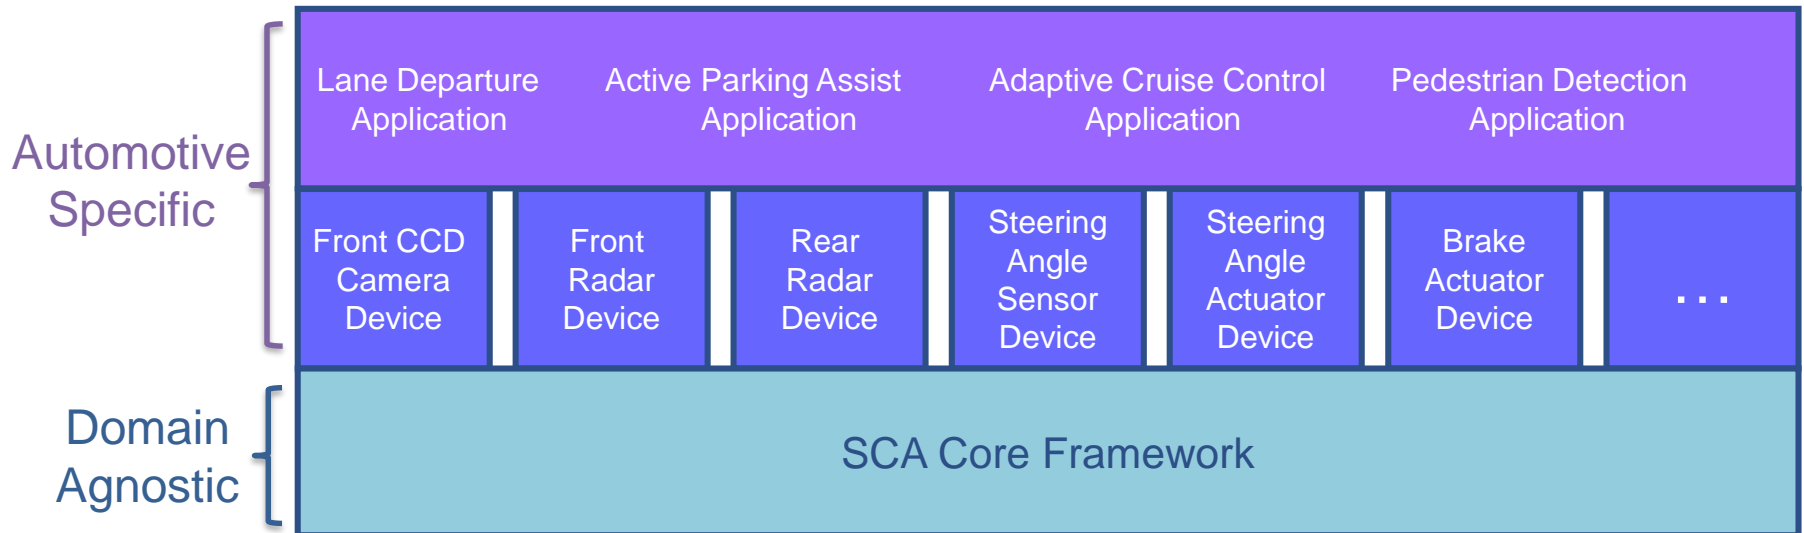 Lane Departure
Application
Active Parking Assist
Application
Adaptive Cruise Control
Application
Pedestrian Detection
Application
Automotive
Specific
Front CCD
Camera
Device
Front
Radar
Device
Rear
Radar
Device
Steering
Angle
Sensor
Device
Steering
Angle
Actuator
Device
Brake
Actuator
Device
...
Domain
Agnostic
SCA Core Framework